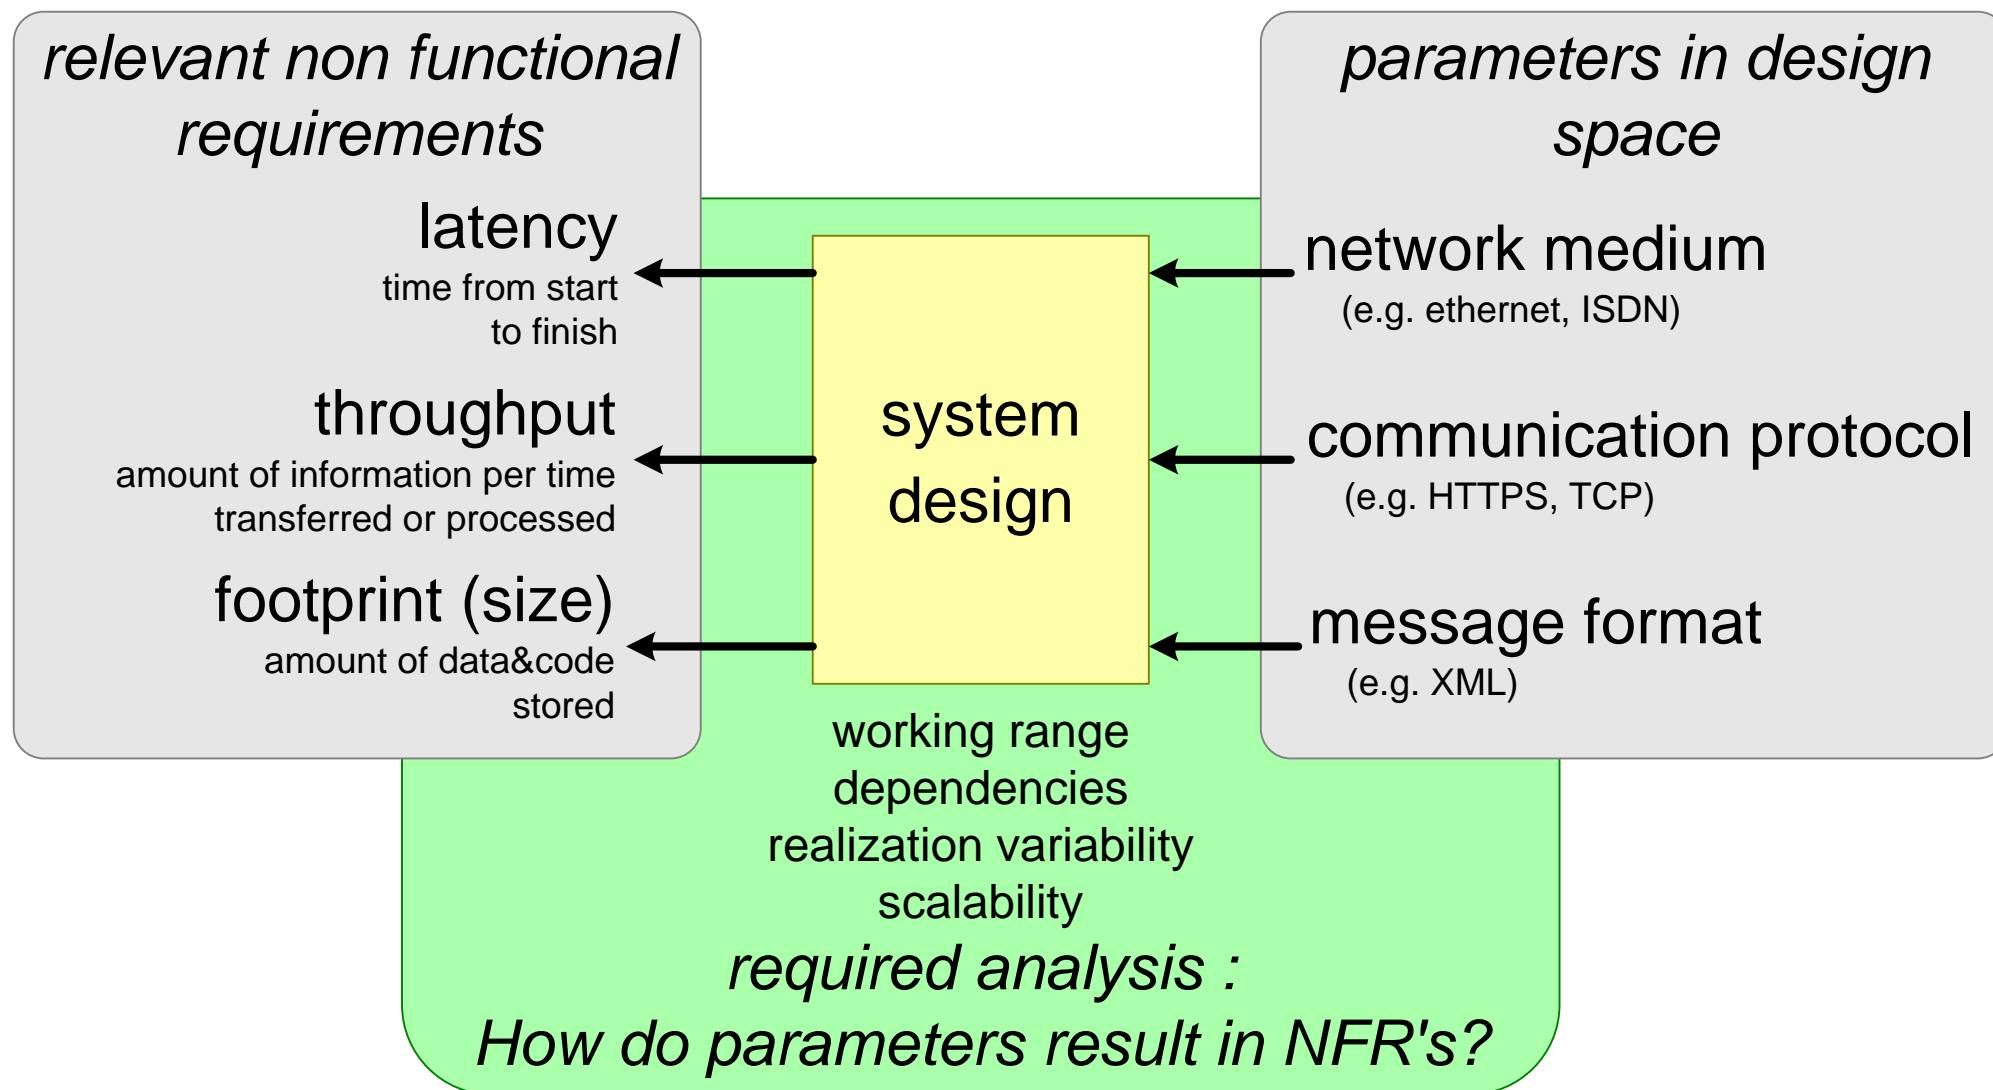 relevant non functional
requirements
latency
time from start
to finish
throughput
amount of information per time
transferred or processed
footprint (size)
amount of data&code
stored
system
design
parameters in design
space
network medium
(e.g. ethernet, ISDN)
communication protocol
(e.g. HTTPS, TCP)
message format
(e.g. XML)
working range
dependencies
realization variability
scalability
required analysis :
How do parameters result in NFR's?